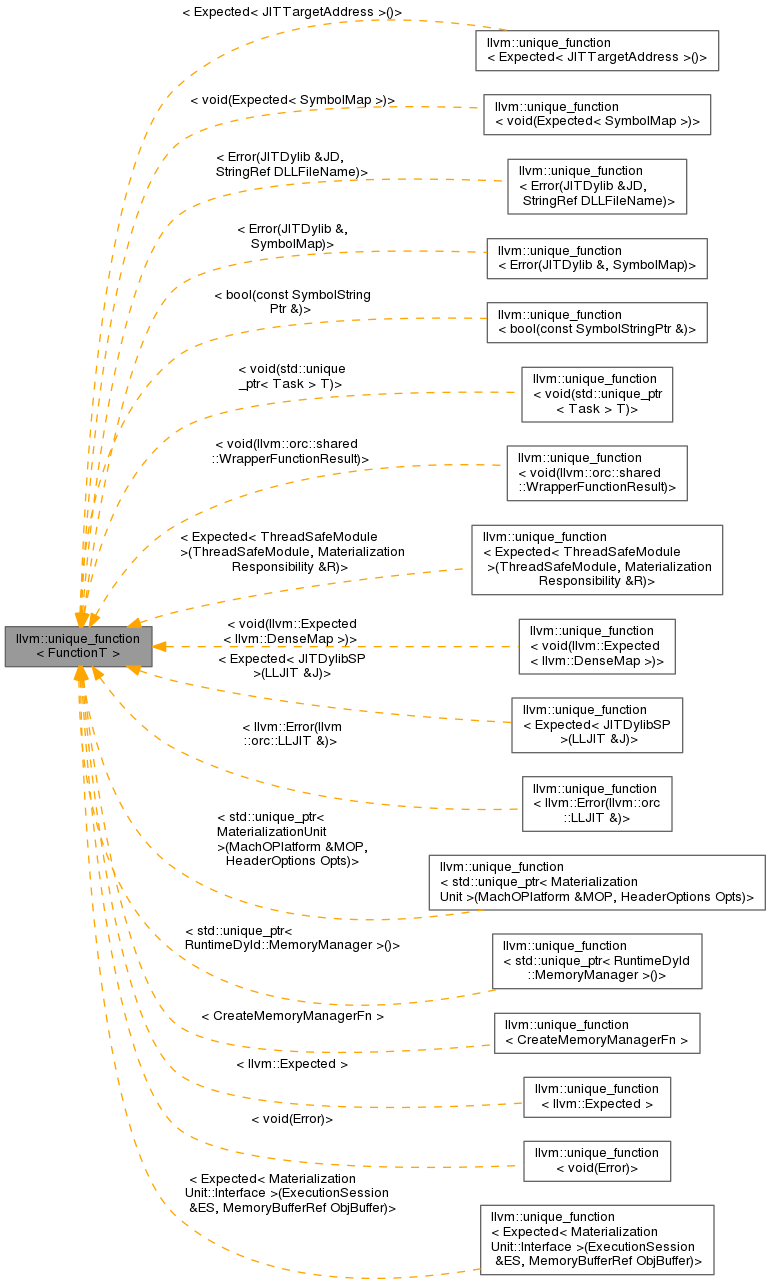 < Expected< JITTargetAddress >()>
llvm::unique_function
< Expected< JITTargetAddress >()>
< void(Expected< SymbolMap >)>
llvm::unique_function
< void(Expected< SymbolMap >)>
< Error(JITDylib &JD,
StringRef DLLFileName)>
llvm::unique_function
< Error(JITDylib &JD,
StringRef DLLFileName)>
< Error(JITDylib &,
SymbolMap)>
llvm::unique_function
< Error(JITDylib &, SymbolMap)>
< bool(const SymbolString
Ptr &)>
llvm::unique_function
< bool(const SymbolStringPtr &)>
< void(std::unique
_ptr< Task > T)>
llvm::unique_function
< void(std::unique_ptr
< Task > T)>
< void(llvm::orc::shared
::WrapperFunctionResult)>
llvm::unique_function
< void(llvm::orc::shared
::WrapperFunctionResult)>
< Expected< ThreadSafeModule
>(ThreadSafeModule, Materialization
Responsibility &R)>
llvm::unique_function
< Expected< ThreadSafeModule
>(ThreadSafeModule, Materialization
Responsibility &R)>
llvm::unique_function
< FunctionT >
< void(llvm::Expected
< llvm::DenseMap >)>
llvm::unique_function
< void(llvm::Expected
< llvm::DenseMap >)>
< Expected< JITDylibSP
>(LLJIT &J)>
llvm::unique_function
< Expected< JITDylibSP
>(LLJIT &J)>
< llvm::Error(llvm
::orc::LLJIT &)>
llvm::unique_function
< llvm::Error(llvm::orc
::LLJIT &)>
< std::unique_ptr<
MaterializationUnit
>(MachOPlatform &MOP,
HeaderOptions Opts)>
llvm::unique_function
< std::unique_ptr< Materialization
Unit >(MachOPlatform &MOP, HeaderOptions Opts)>
< std::unique_ptr<
RuntimeDyld::MemoryManager >()>
llvm::unique_function
< std::unique_ptr< RuntimeDyld
::MemoryManager >()>
< CreateMemoryManagerFn >
llvm::unique_function
< CreateMemoryManagerFn >
< llvm::Expected >
llvm::unique_function
< llvm::Expected >
< void(Error)>
llvm::unique_function
< void(Error)>
< Expected< Materialization
Unit::Interface >(ExecutionSession
&ES, MemoryBufferRef ObjBuffer)>
llvm::unique_function
< Expected< Materialization
Unit::Interface >(ExecutionSession
&ES, MemoryBufferRef ObjBuffer)>